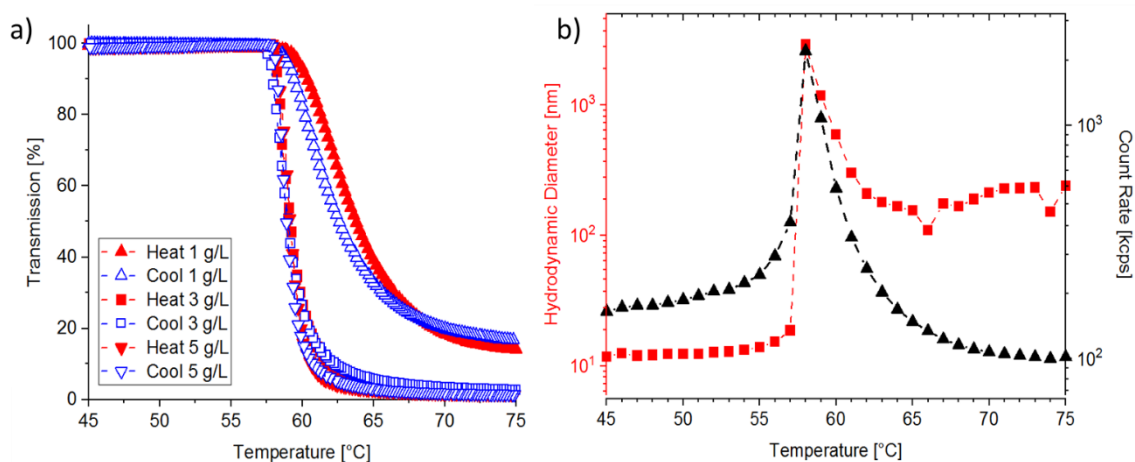 a)
Transmission [%]
100
80
60
40
20
0
Heat 1 g/L
Cool 1 g/L
Heat 3 g/L
Cool 3 g/L
Heat 5 g/L
Cool 5 g/L
45 50 55 60 65 70 75
Temperature [°C]
b)
Hydrodynamic Diameter [nm]
10³
10²
10¹
Count Rate [kcps]
10³
10²
45 50 55 60 65 70 75
Temperature [°C]